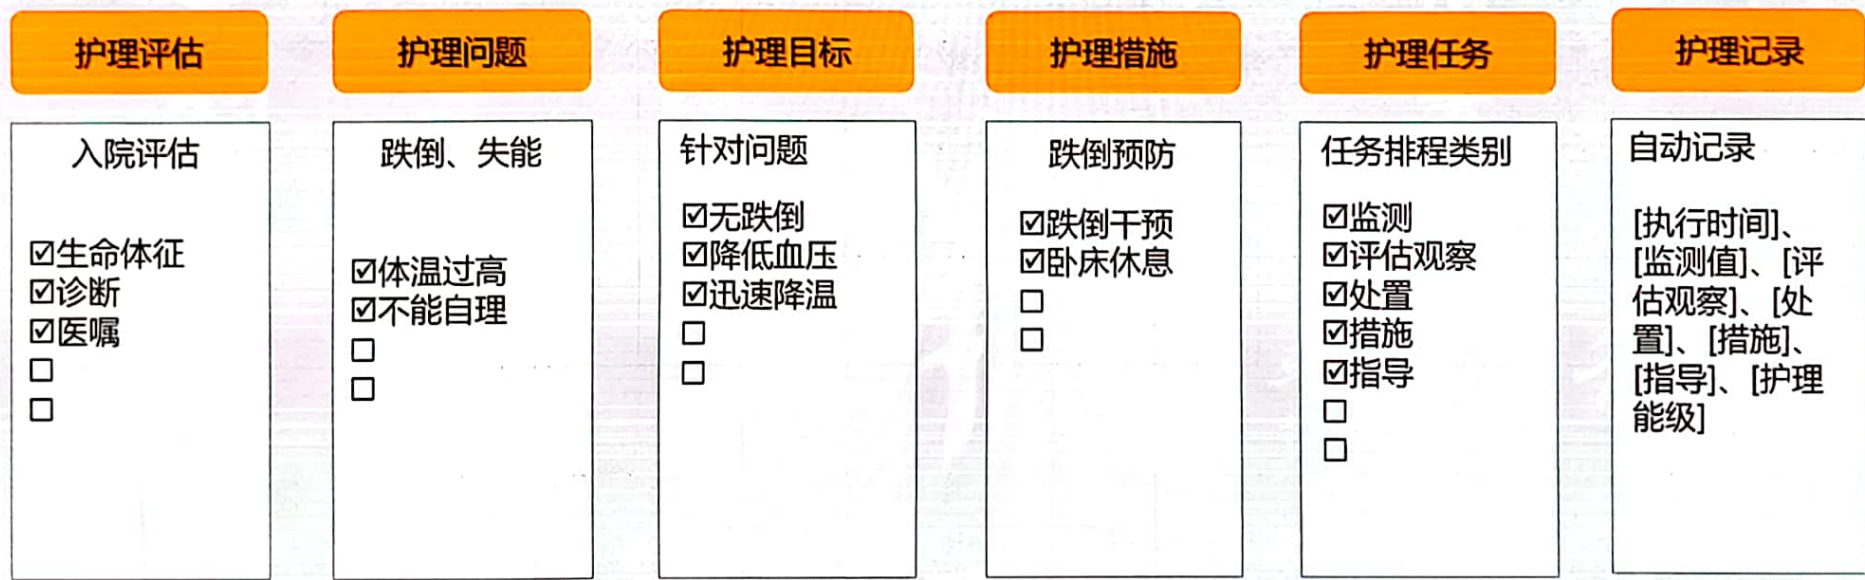 护理评估
护理问题
护理目标
护理措施
护理任务
护理记录
入院评估
☑生命体征
☑诊断
☑医嘱
☐
☐
跌倒、失能
☑体温过高
☑不能自理
☐
☐
针对问题
☑无跌倒
☑降低血压
☑迅速降温
☐
☐
跌倒预防
☑跌倒干预
☑卧床休息
☐
☐
任务排程类别
☑监测
☑评估观察
☑处置
☑措施
☑指导
☐
☐
自动记录
[执行时间]、
[监测值]、[评
估观察]、[处
置]、[措施]、
[指导]、[护理
能级]